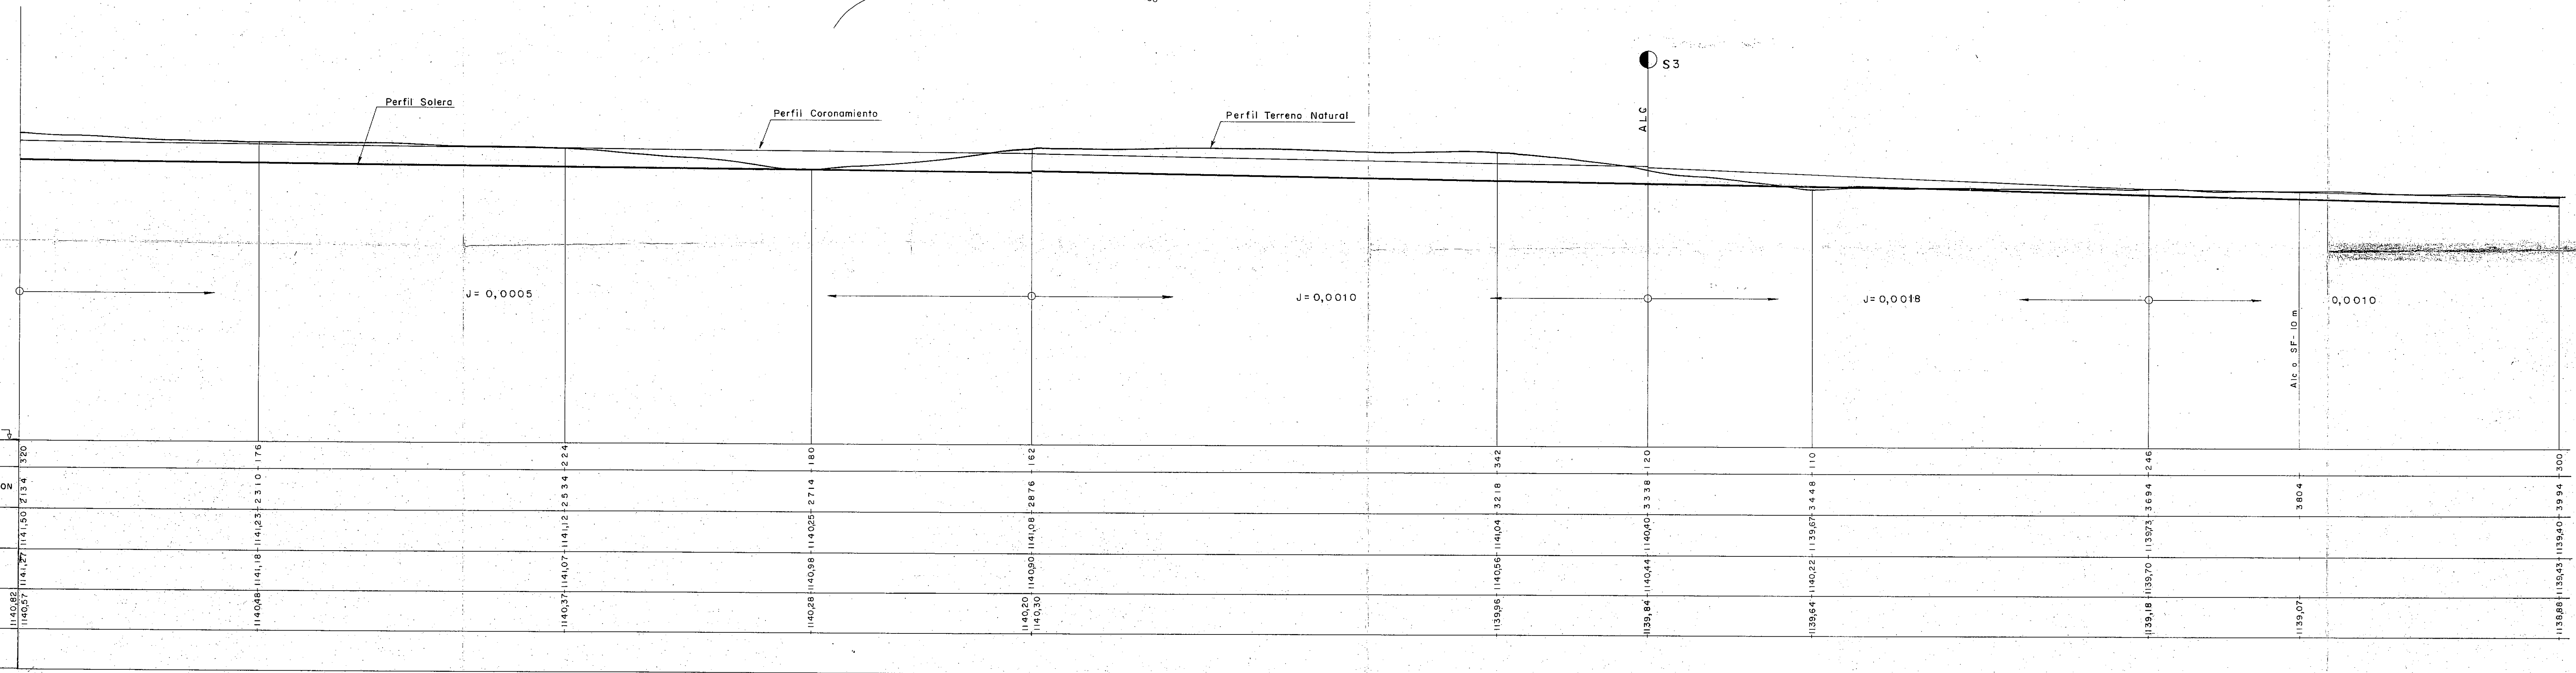 S3
ALG
Perfil Solera
Perfil Coronamiento
Perfil Terreno Natural
J= 0,0005
J= 0,0010
J= 0,0018
0,0010
Alc a SF-10 m
320 176 224 180 162 342 120 110 246 300
ON 2134 2310 2534 2714 2876 3218 3338 3448 3694 3804 3994
1141,50 1141,23 1141,12 1140,25 1141,08 1141,04 1140,40 1139,67 1139,73 1139,40
1141,27 1141,18 1141,07 1140,98 1140,90 1140,56 1140,44 1140,22 1139,70 1139,43
1140,82 1140,57 1140,48 1140,37 1140,28 1140,20 1140,30 1139,96 1139,84 1139,64 1139,18 1139,07 1138,88